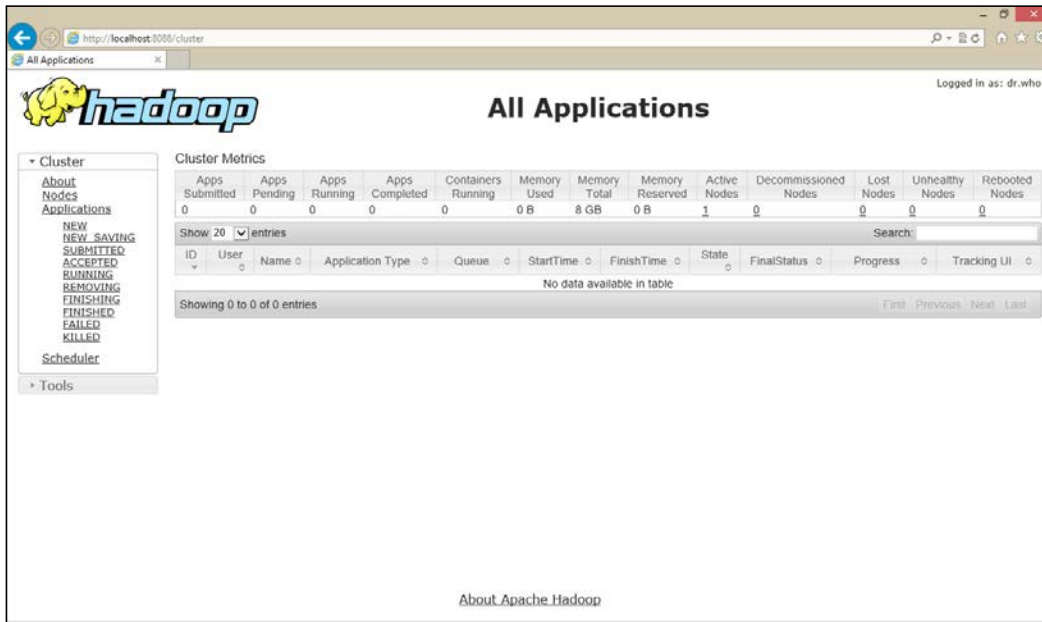 http://localhost:8088/cluster
All Applications
Logged in as: dr.who
hadoop
All Applications
Cluster
About
Nodes
Applications
NEW
NEW_SAVING
SUBMITTED
ACCEPTED
RUNNING
REMOVING
FINISHING
FINISHED
FAILED
KILLED
Scheduler
Tools
Cluster Metrics
Apps Submitted Apps Pending Apps Running Apps Completed Containers Running Memory Used Memory Total Memory Reserved Active Nodes Decommissioned Nodes Lost Nodes Unhealthy Nodes Rebooted Nodes
0 0 0 0 0 0 B 8 GB 0 B 1 0 0 0 0
Show 20 entries Search:
ID User Name Application Type Queue StartTime FinishTime State FinalStatus Progress Tracking UI
No data available in table
Showing 0 to 0 of 0 entries First Previous Next Last
About Apache Hadoop